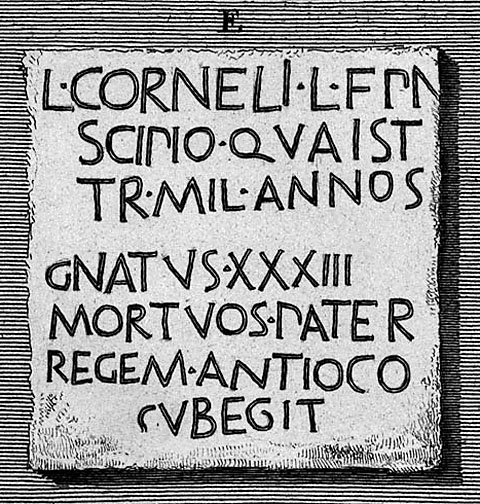 E.
L·CORNELI·L·F·P·N
SCIPIO·QVAIST
TR·MIL·ANNOS
GNATVS·XXXIII
MORTVOS·PATER
REGEM·ANTIOCO
SVBEGIT